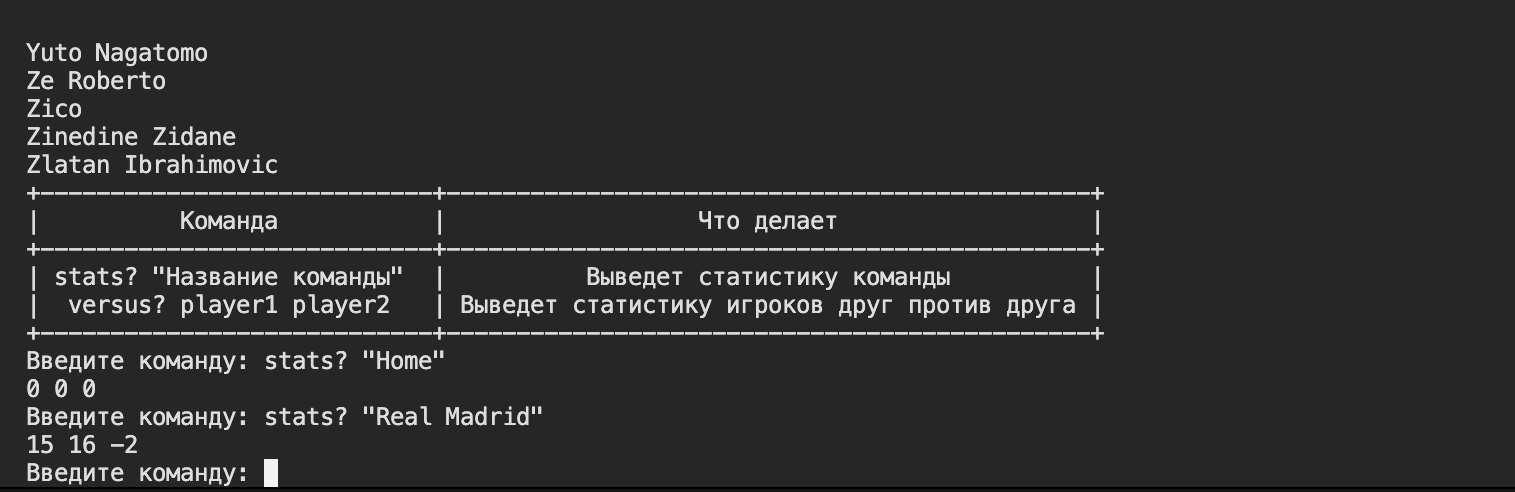 Yuto Nagatomo
Ze Roberto
Zico
Zinedine Zidane
Zlatan Ibrahimovic
+----------------------------+----------------------------------------------+
| Команда | Что делает |
+----------------------------+----------------------------------------------+
| stats? "Название команды" | Выведет статистику команды |
| versus? player1 player2 | Выведет статистику игроков друг против друга |
+----------------------------+----------------------------------------------+
Введите команду: stats? "Home"
0 0 0
Введите команду: stats? "Real Madrid"
15 16 -2
Введите команду: